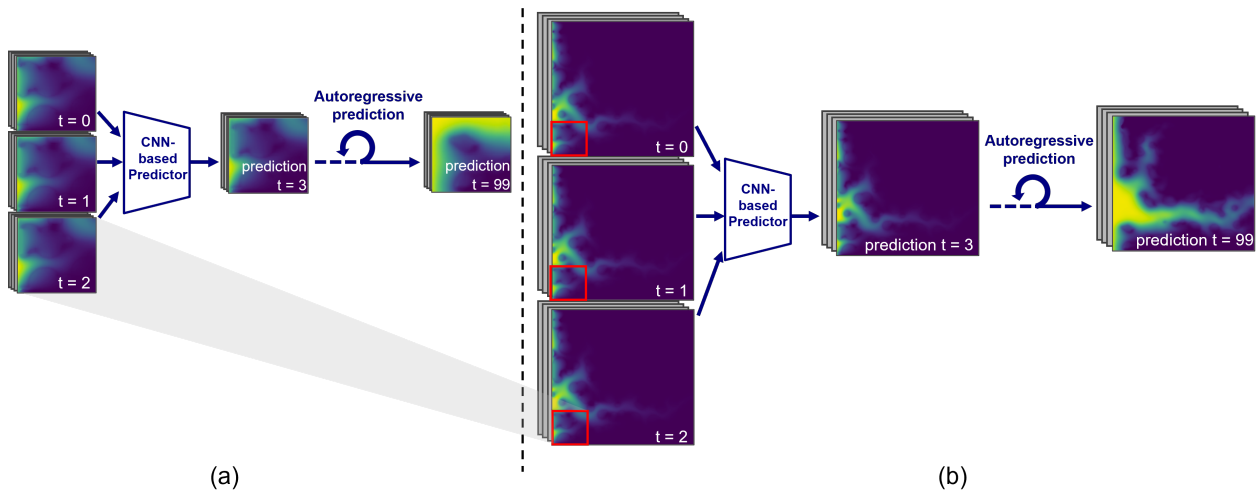 t = 0
t = 1
t = 2
CNN-
based
Predictor
prediction
t = 3
Autoregressive
prediction
prediction
t = 99
(a)
t = 0
t = 1
t = 2
CNN-
based
Predictor
prediction t = 3
Autoregressive
prediction
prediction t = 99
(b)